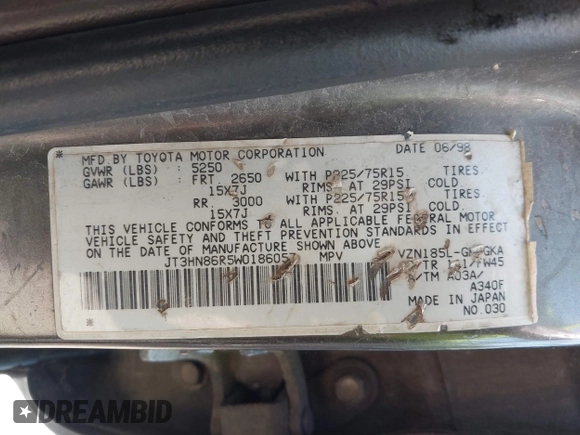 * MFD BY TOYOTA MOTOR CORPORATION DATE 06/98
GVWR (LBS) : 5250
GAWR (LBS) : FRT 2650 WITH P225/75R15 TIRES
15X7J RIMS AT 29PSI COLD
RR 3000 WITH P225/75R15 TIRES
15X7J RIMS AT 29PSI COLD
THIS VEHICLE CONFORMS TO ALL APPLICABLE FEDERAL MOTOR
VEHICLE SAFETY AND THEFT PREVENTION STANDARDS IN EFFECT
ON THE DATE OF MANUFACTURE SHOWN ABOVE
MPV
A03A/
A340F
MADE IN JAPAN
* NO.030
DREAMBID